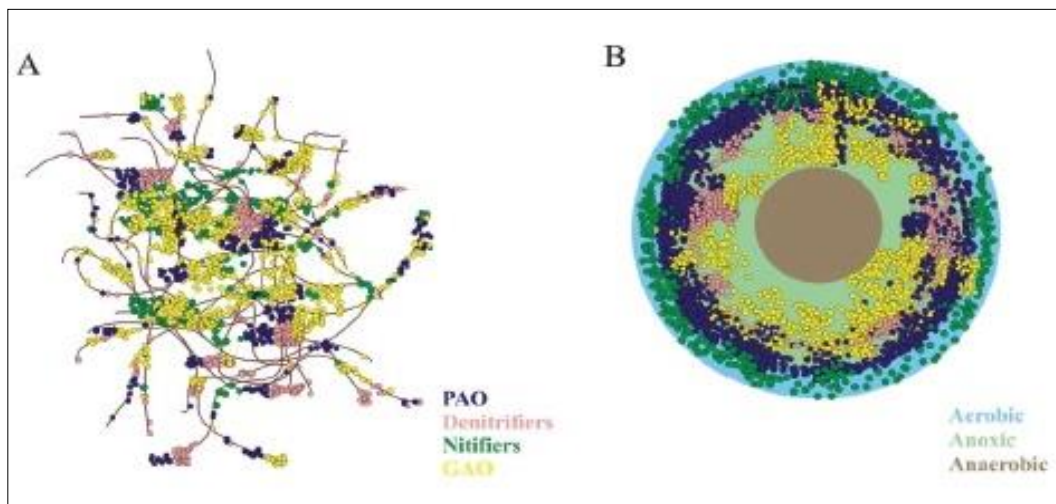 A
B
PAO
Denitrifiers
Nitifiers
GAO
Aerobic
Anoxic
Anaerobic